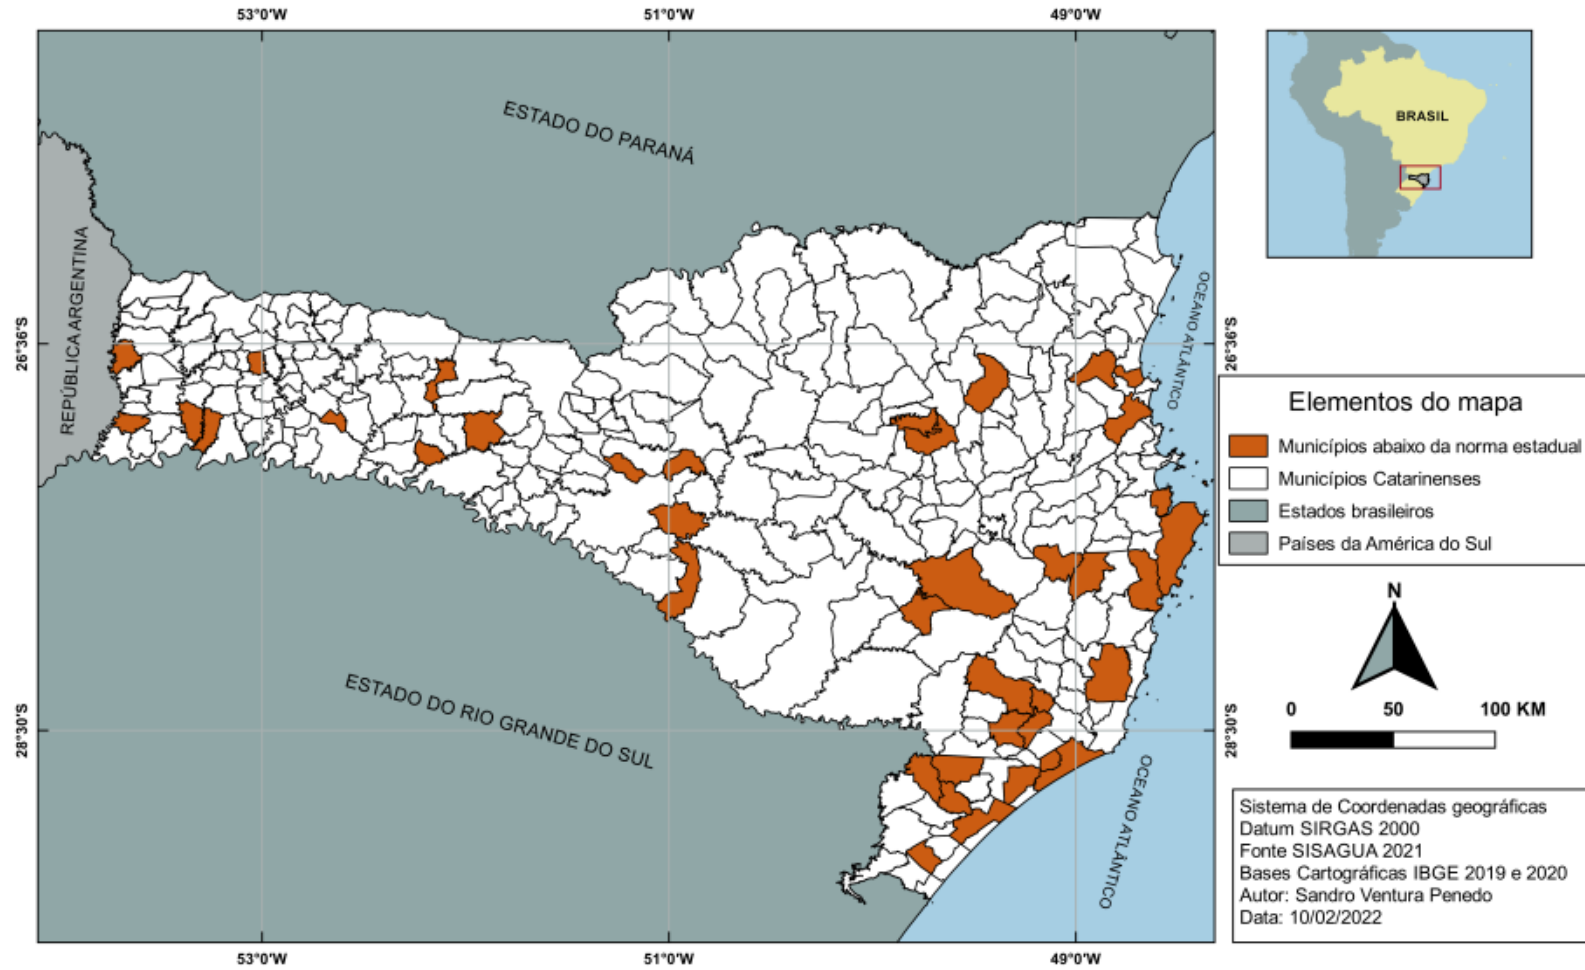 53°0'W
51°0'W
49°0'W
ESTADO DO PARANÁ
BRASIL
REPÚBLICA ARGENTINA
OCEANO ATLÂNTICO
26°36'S
26°36'S
Elementos do mapa
Municípios abaixo da norma estadual
Municípios Catarinenses
Estados brasileiros
Países da América do Sul
N
ESTADO DO RIO GRANDE DO SUL
0 50 100 KM
28°30'S
28°30'S
OCEANO ATLÂNTICO
Sistema de Coordenadas geográficas
Datum SIRGAS 2000
Fonte SISAGUA 2021
Bases Cartográficas IBGE 2019 e 2020
Autor: Sandro Ventura Penedo
Data: 10/02/2022
53°0'W
51°0'W
49°0'W